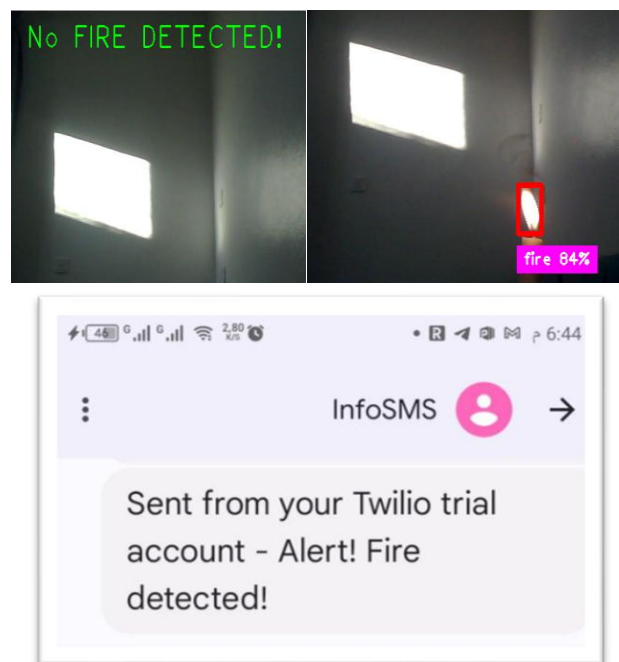 No FIRE DETECTED!
fire 84%
46 G G 2,80 K/s R م 6:44
InfoSMS
Sent from your Twilio trial
account - Alert! Fire
detected!